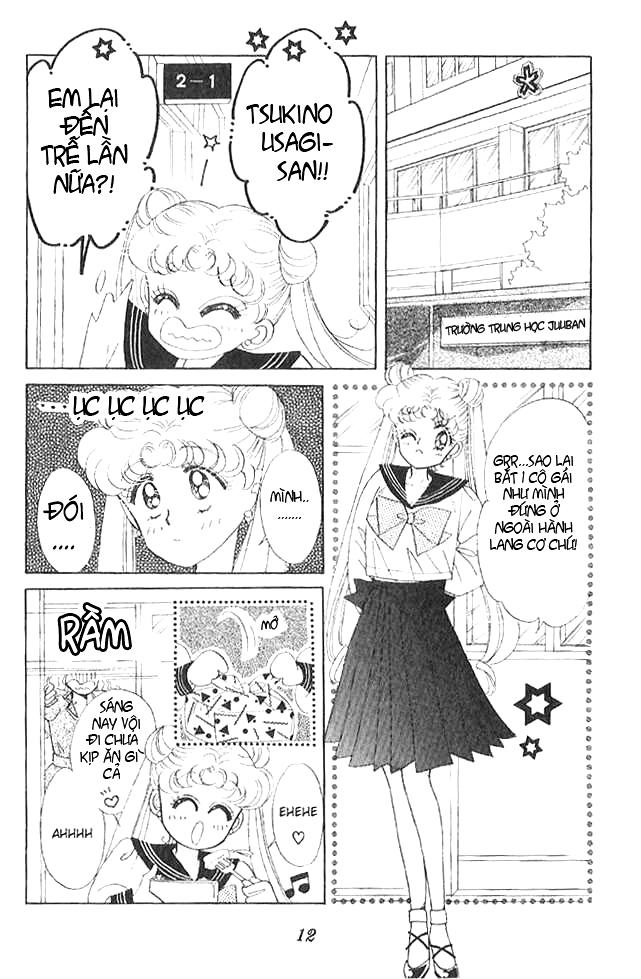 TRƯỜNG TRUNG HỌC JUUBAN
2-1
TSUKINO
USAGI-
SAN!!
EM LẠI
ĐẾN
TRỄ LẦN
NỮA?!
GRR...SAO LẠI
BẮT 1 CÔ GÁI
NHƯ MÌNH
ĐỨNG Ở
NGOÀI HÀNH
LANG CƠ CHỨ!
ỤC ỤC ỤC ỤC
MÌNH..
.......
ĐÓI
....
RẦM
MỞ
SÁNG
NAY VỘI
ĐI CHƯA
KỊP ĂN GÌ
CẢ
AHHHH
EHEHE
12